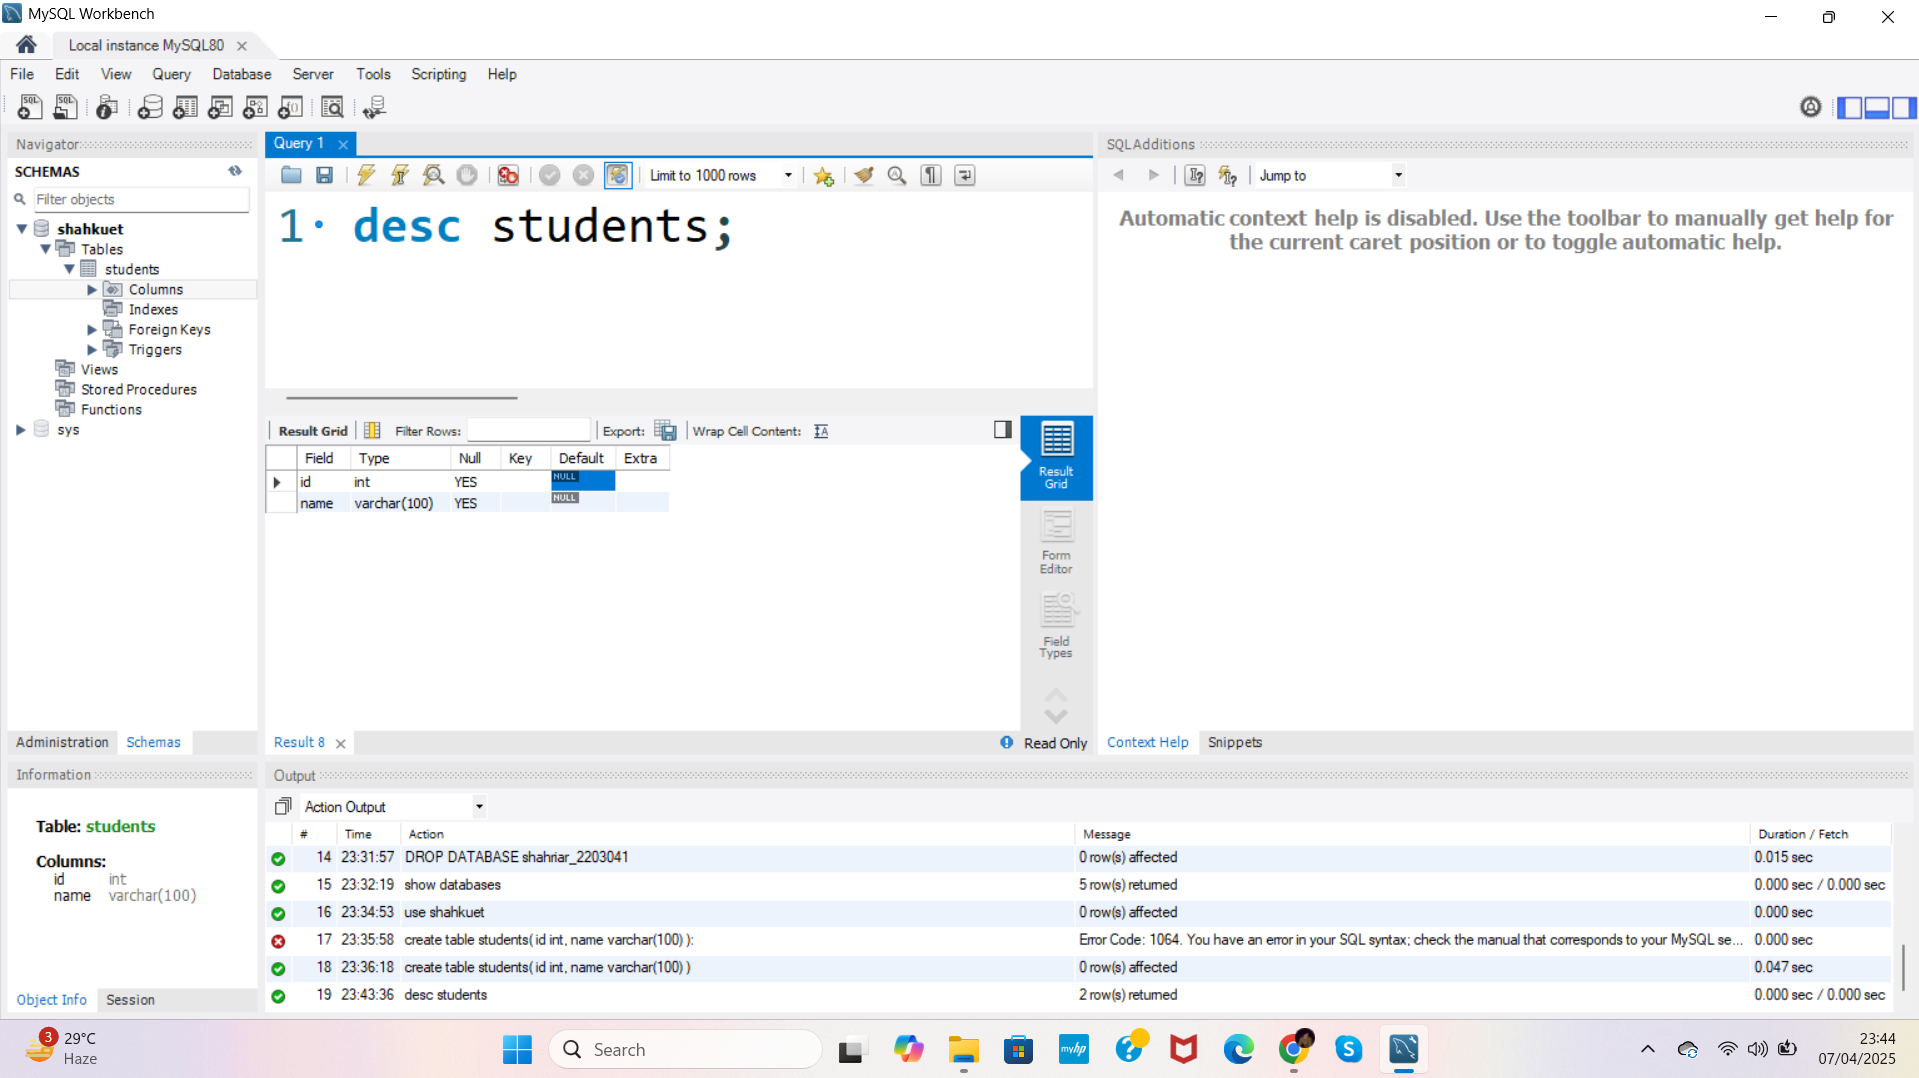 MySQL Workbench
Local instance MySQL80
File Edit View Query Database Server Tools Scripting Help
Navigator
SCHEMAS
Filter objects
shahkuet
Tables
students
Columns
Indexes
Foreign Keys
Triggers
Views
Stored Procedures
Functions
sys
Administration Schemas
Query 1
Limit to 1000 rows
1 desc students;
Result Grid Filter Rows: Export: Wrap Cell Content:
Field Type Null Key Default Extra
id int YES NULL
name varchar(100) YES NULL
Result Grid
Form Editor
Field Types
Result 8
Read Only
SQLAdditions
Jump to
Automatic context help is disabled. Use the toolbar to manually get help for
the current caret position or to toggle automatic help.
Context Help Snippets
Information
Table: students
Columns:
id int
name varchar(100)
Object Info Session
Output
Action Output
# Time Action Message Duration / Fetch
14 23:31:57 DROP DATABASE shahriar_2203041 0 row(s) affected 0.015 sec
15 23:32:19 show databases 5 row(s) returned 0.000 sec / 0.000 sec
16 23:34:53 use shahkuet 0 row(s) affected 0.000 sec
17 23:35:58 create table students( id int, name varchar(100) ): Error Code: 1064. You have an error in your SQL syntax; check the manual that corresponds to your MySQL se... 0.000 sec
18 23:36:18 create table students( id int, name varchar(100) ) 0 row(s) affected 0.047 sec
19 23:43:36 desc students 2 row(s) returned 0.000 sec / 0.000 sec
3
29°C
Haze
Search
myhp
23:44
07/04/2025